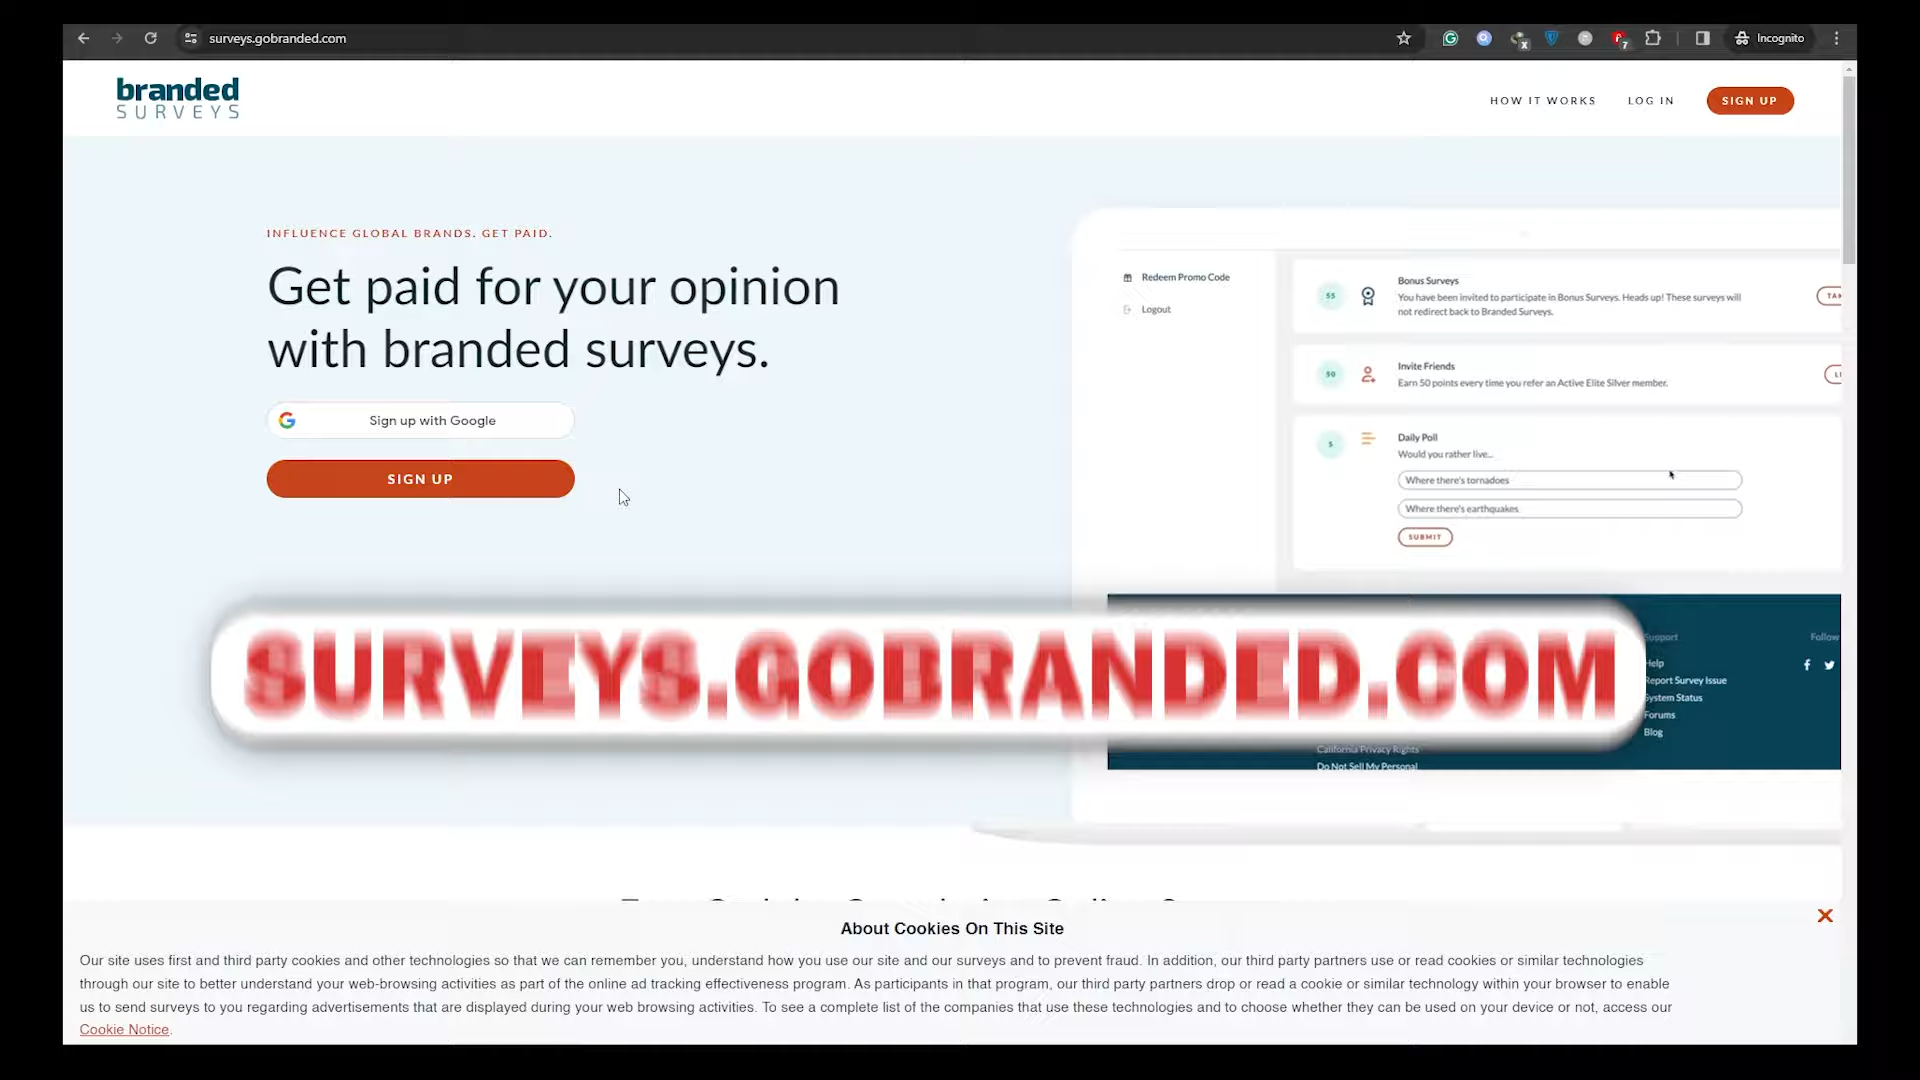 surveys.gobranded.com
Incognito
branded
SURVEYS
HOW IT WORKS
LOG IN
SIGN UP
INFLUENCE GLOBAL BRANDS. GET PAID.
Get paid for your opinion
with branded surveys.
Sign up with Google
SIGN UP
Redeem Promo Code
Logout
55
Bonus Surveys
You have been invited to participate in Bonus Surveys. Heads up! These surveys will
not redirect back to Branded Surveys.
50
Invite Friends
Earn 50 points every time you refer an Active Elite Silver member.
5
Daily Poll
Would you rather live...
Where there's tornadoes
Where there's earthquakes
SUBMIT
SURVEYS.GOBRANDED.COM
Support
Follow
Help
Report Survey Issue
System Status
Forums
Blog
California Privacy Rights
Do Not Sell My Personal
About Cookies On This Site
Our site uses first and third party cookies and other technologies so that we can remember you, understand how you use our site and our surveys and to prevent fraud. In addition, our third party partners use or read cookies or similar technologies
through our site to better understand your web-browsing activities as part of the online ad tracking effectiveness program. As participants in that program, our third party partners drop or read a cookie or similar technology within your browser to enable
us to send surveys to you regarding advertisements that are displayed during your web browsing activities. To see a complete list of the companies that use these technologies and to choose whether they can be used on your device or not, access our
Cookie Notice.